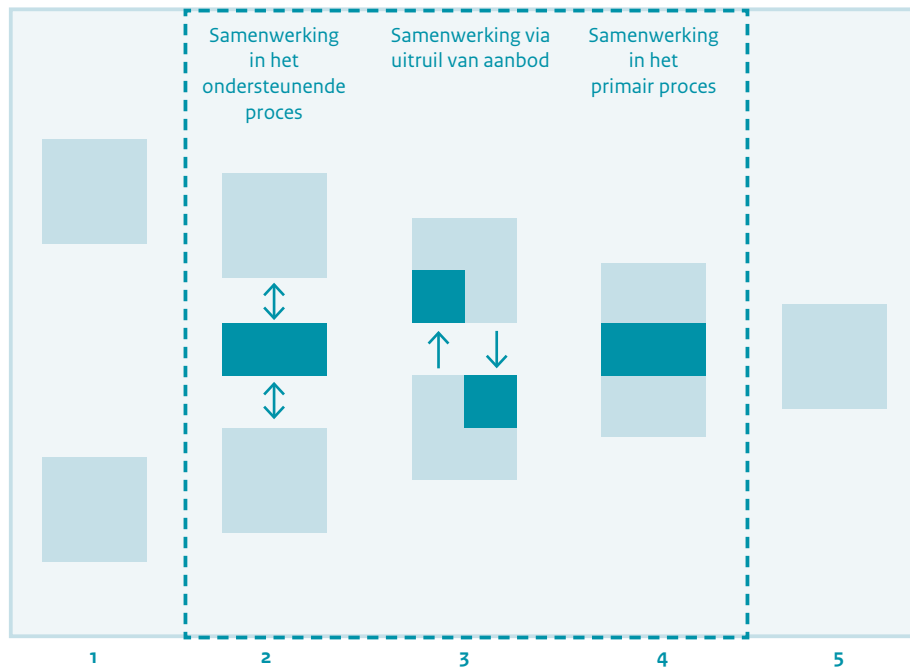 Samenwerking
in het
ondersteunende
proces
Samenwerking via
uitruil van aanbod
Samenwerking
in het
primair proces
1
2
3
4
5